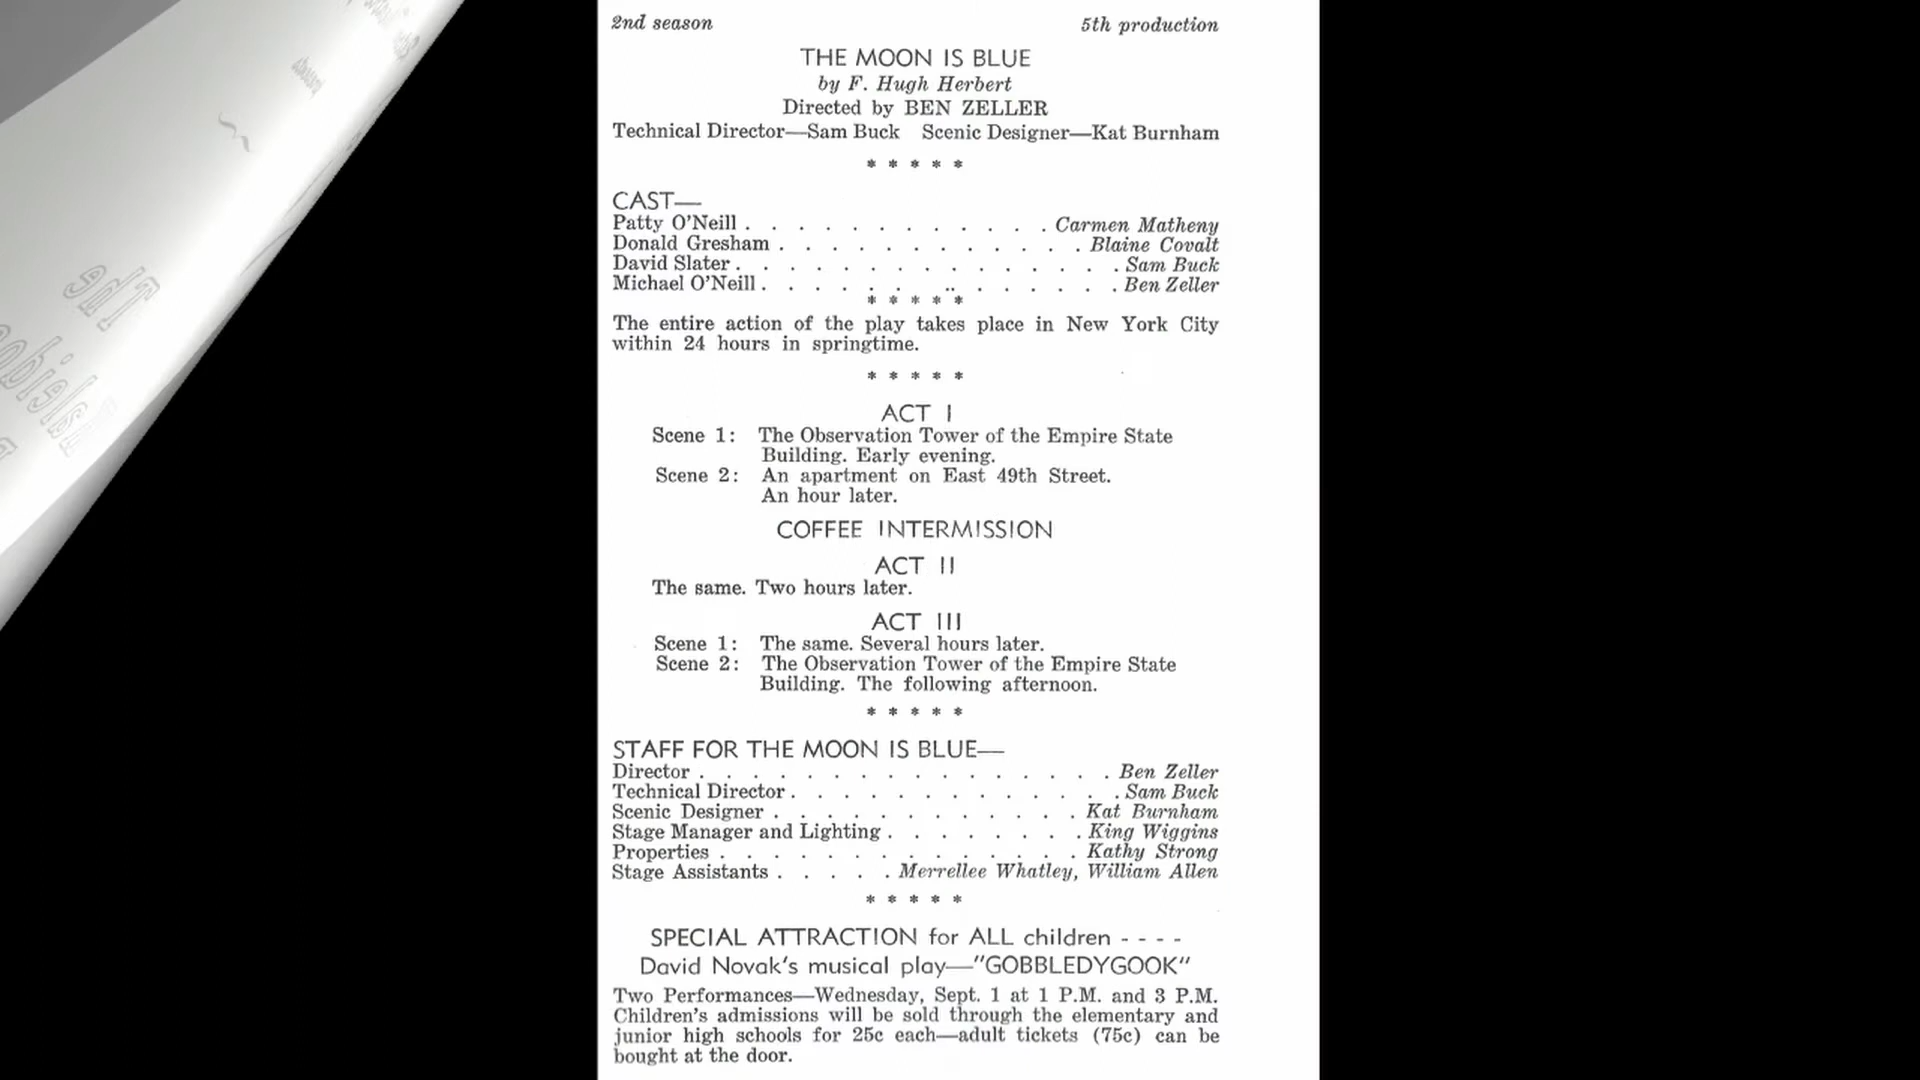 2nd season 5th production
THE MOON IS BLUE
by F. Hugh Herbert
Directed by BEN ZELLER
Technical Director—Sam Buck Scenic Designer—Kat Burnham
* * * * *
CAST—
Patty O'Neill . . . . . . . . . . . . Carmen Matheny
Donald Gresham . . . . . . . . . . . . Blaine Covalt
David Slater . . . . . . . . . . . . . . . Sam Buck
Michael O'Neill . . . . . .. . . . . . . Ben Zeller
* * * * *
The entire action of the play takes place in New York City
within 24 hours in springtime.
* * * * *
ACT I
Scene 1: The Observation Tower of the Empire State
Building. Early evening.
Scene 2: An apartment on East 49th Street.
An hour later.
COFFEE INTERMISSION
ACT II
The same. Two hours later.
ACT III
Scene 1: The same. Several hours later.
Scene 2: The Observation Tower of the Empire State
Building. The following afternoon.
* * * * *
STAFF FOR THE MOON IS BLUE—
Director . . . . . . . . . . . . . . . . Ben Zeller
Technical Director . . . . . . . . . . . . . Sam Buck
Scenic Designer . . . . . . . . . . . . Kat Burnham
Stage Manager and Lighting . . . . . . . . King Wiggins
Properties . . . . . . . . . . . . . . Kathy Strong
Stage Assistants . . . . . Merrellee Whatley, William Allen
* * * * *
SPECIAL ATTRACTION for ALL children - - - -
David Novak's musical play—"GOBBLEDYGOOK"
Two Performances—Wednesday, Sept. 1 at 1 P.M. and 3 P.M.
Children's admissions will be sold through the elementary and
junior high schools for 25c each—adult tickets (75c) can be
bought at the door.
The